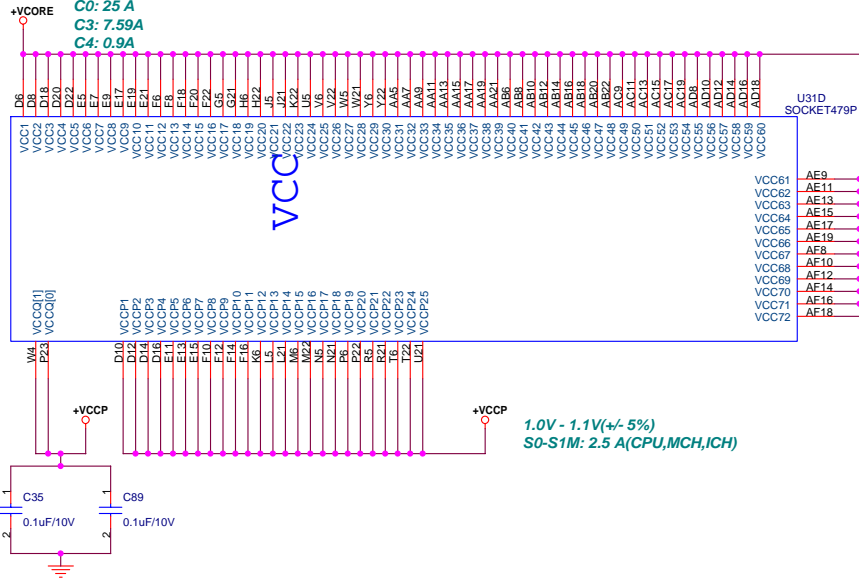 +VCORE
C0: 25 A
C3: 7.59A
C4: 0.9A
D6 D8 D18 D20 D22 E5 E7 E9 E17 E19 E21 F6 F8 F18 F20 F22 G5 G21 H6 H22 J5 J21 K22 U5 V6 V22 W5 W21 Y6 Y22 AA5 AA7 AA9 AA11 AA13 AA15 AA17 AA19 AA21 AB6 AB8 AB10 AB12 AB14 AB16 AB18 AB20 AB22 AC9 AC11 AC13 AC15 AC17 AC19 AD8 AD10 AD12 AD14 AD16 AD18
U31D
SOCKET479P
VCC1 VCC2 VCC3 VCC4 VCC5 VCC6 VCC7 VCC8 VCC9 VCC10 VCC11 VCC12 VCC13 VCC14 VCC15 VCC16 VCC17 VCC18 VCC19 VCC20 VCC21 VCC22 VCC23 VCC24 VCC25 VCC26 VCC27 VCC28 VCC29 VCC30 VCC31 VCC32 VCC33 VCC34 VCC35 VCC36 VCC37 VCC38 VCC39 VCC40 VCC41 VCC42 VCC43 VCC44 VCC45 VCC46 VCC47 VCC48 VCC49 VCC50 VCC51 VCC52 VCC53 VCC54 VCC55 VCC56 VCC57 VCC58 VCC59 VCC60
VCC
VCC61 AE9
VCC62 AE11
VCC63 AE13
VCC64 AE15
VCC65 AE17
VCC66 AE19
VCC67 AF8
VCC68 AF10
VCC69 AF12
VCC70 AF14
VCC71 AF16
VCC72 AF18
VCCQ[1] VCCQ[0] VCCP1 VCCP2 VCCP3 VCCP4 VCCP5 VCCP6 VCCP7 VCCP8 VCCP9 VCCP10 VCCP11 VCCP12 VCCP13 VCCP14 VCCP15 VCCP16 VCCP17 VCCP18 VCCP19 VCCP20 VCCP21 VCCP22 VCCP23 VCCP24 VCCP25
W4 P23 D10 D12 D14 D16 E11 E13 E15 F10 F12 F14 F16 K6 L5 L21 M6 M22 N5 N21 P6 P22 R5 R21 T6 T22 U21
+VCCP
+VCCP
1.0V - 1.1V(+/- 5%)
S0-S1M: 2.5 A(CPU,MCH,ICH)
1
C35
0.1uF/10V
2
1
C89
0.1uF/10V
2